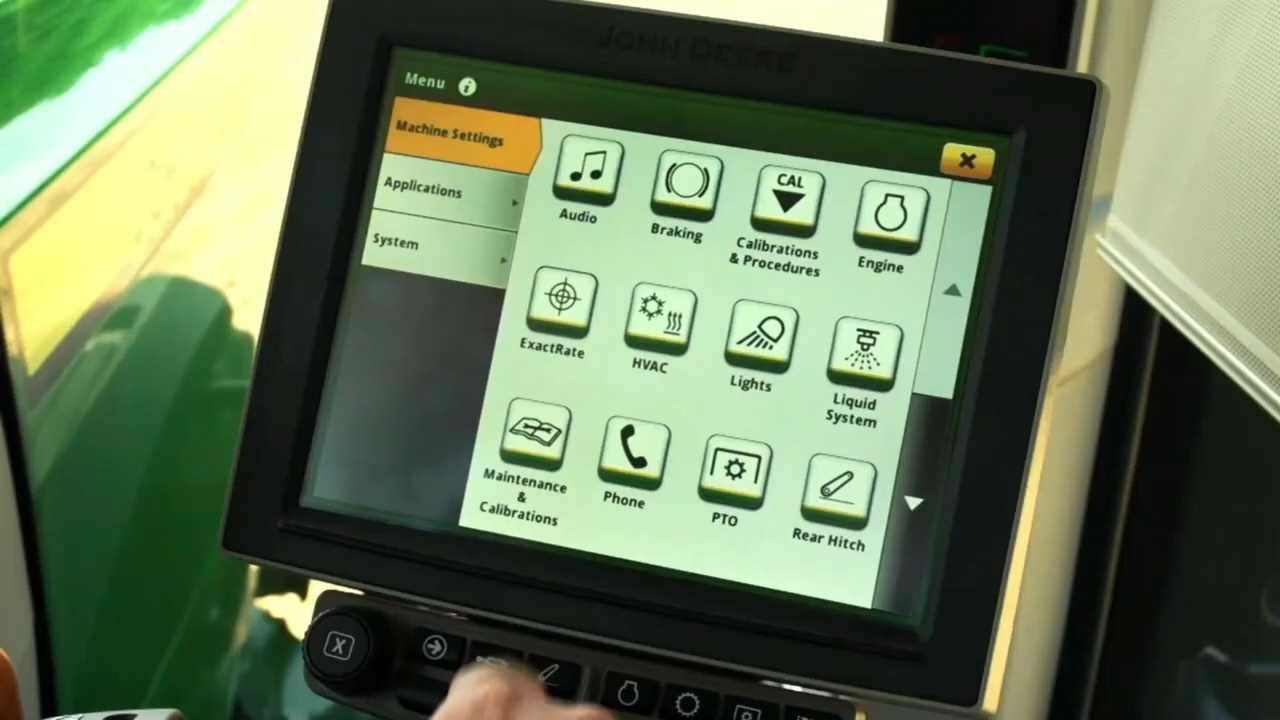 JOHN DEERE
Menu i
Machine Settings
Applications
System
Audio
Braking
CAL
Calibrations
& Procedures
Engine
ExactRate
HVAC
Lights
Liquid
System
Maintenance
&
Calibrations
Phone
PTO
Rear Hitch
X